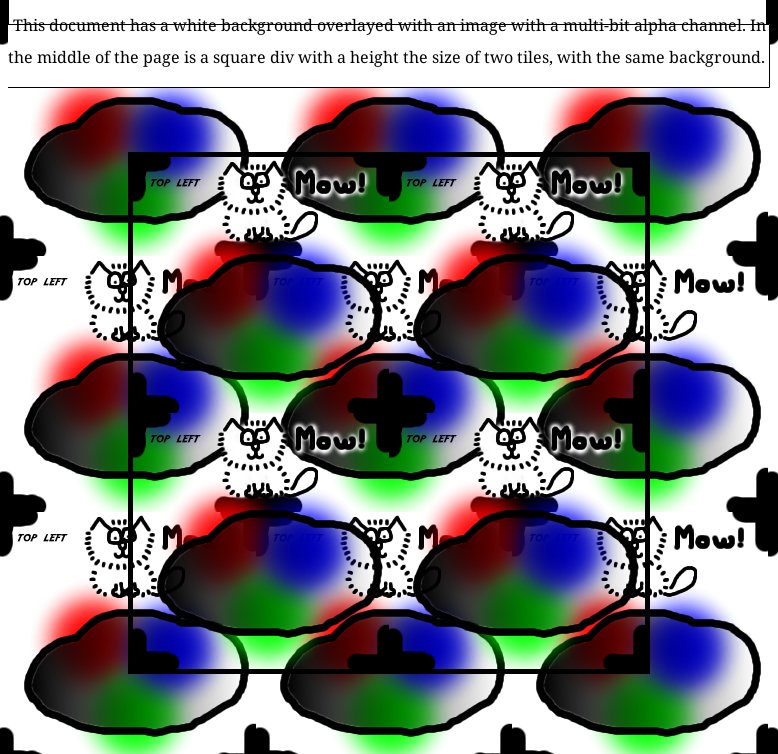 This document has a white background overlayed with an image with a multi-bit alpha channel. In
the middle of the page is a square div with a height the size of two tiles, with the same background.
TOP LEFT Mow! TOP LEFT Mow!
TOP LEFT TOP LEFT TOP LEFT Mow!
TOP LEFT Mow! TOP LEFT Mow!
TOP LEFT TOP LEFT TOP LEFT Mow!